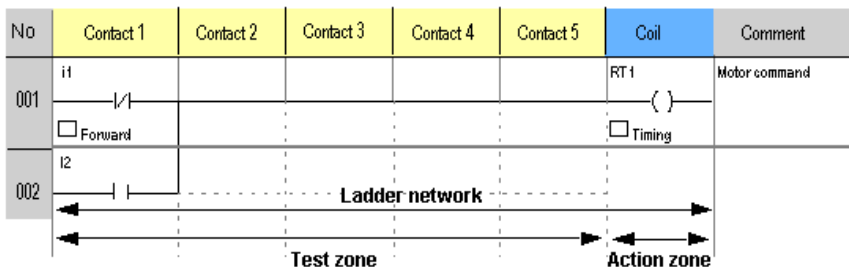 No Contact 1 Contact 2 Contact 3 Contact 4 Contact 5 Coil Comment
i1 RT1 Motor command
001
Forward Timing
I2
002
Ladder network
Test zone Action zone